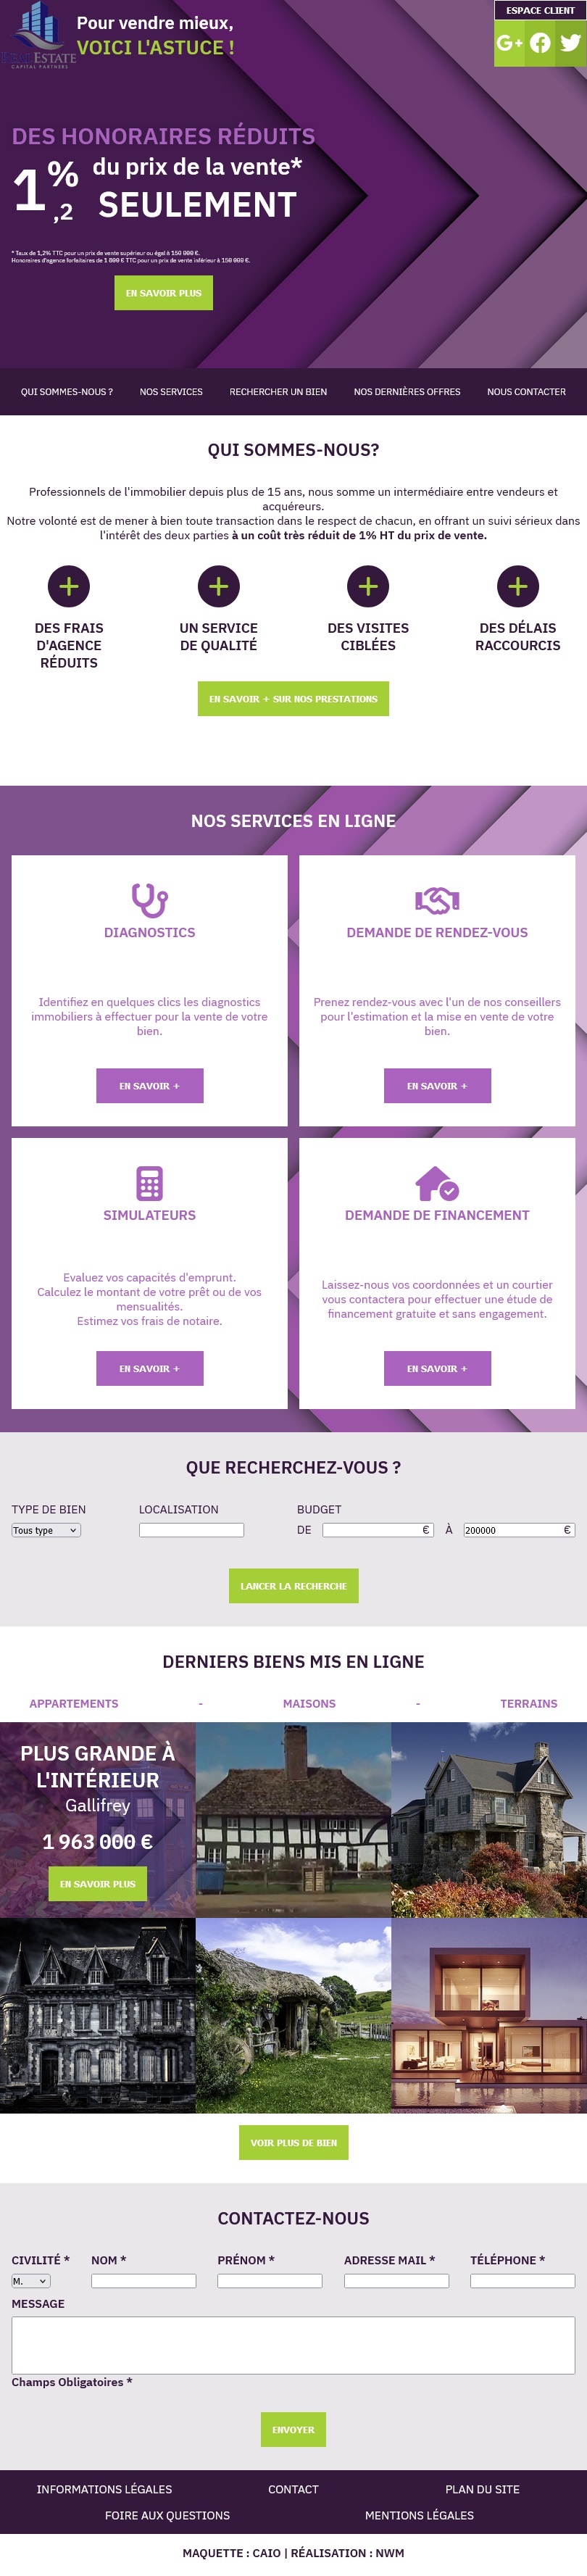 Pour vendre mieux,
VOICI L'ASTUCE !
REAL ESTATE
CAPITAL PARTNERS
ESPACE CLIENT
G+
DES HONORAIRES RÉDUITS
1%,2 du prix de la vente*
SEULEMENT
* Taux de 1,2% TTC pour un prix de vente supérieur ou égal à 150 000 €.
Honoraires d'agence forfaitaires de 1 800 € TTC pour un prix de vente inférieur à 150 000 €.
EN SAVOIR PLUS
QUI SOMMES-NOUS ? NOS SERVICES RECHERCHER UN BIEN NOS DERNIÈRES OFFRES NOUS CONTACTER
QUI SOMMES-NOUS?
Professionnels de l'immobilier depuis plus de 15 ans, nous somme un intermédiaire entre vendeurs et
acquéreurs.
Notre volonté est de mener à bien toute transaction dans le respect de chacun, en offrant un suivi sérieux dans
l'intérêt des deux parties à un coût très réduit de 1% HT du prix de vente.
DES FRAIS
D'AGENCE
RÉDUITS
UN SERVICE
DE QUALITÉ
DES VISITES
CIBLÉES
DES DÉLAIS
RACCOURCIS
EN SAVOIR + SUR NOS PRESTATIONS
NOS SERVICES EN LIGNE
DIAGNOSTICS
Identifiez en quelques clics les diagnostics
immobiliers à effectuer pour la vente de votre
bien.
EN SAVOIR +
DEMANDE DE RENDEZ-VOUS
Prenez rendez-vous avec l'un de nos conseillers
pour l'estimation et la mise en vente de votre
bien.
EN SAVOIR +
SIMULATEURS
Evaluez vos capacités d'emprunt.
Calculez le montant de votre prêt ou de vos
mensualités.
Estimez vos frais de notaire.
EN SAVOIR +
DEMANDE DE FINANCEMENT
Laissez-nous vos coordonnées et un courtier
vous contactera pour effectuer une étude de
financement gratuite et sans engagement.
EN SAVOIR +
QUE RECHERCHEZ-VOUS ?
TYPE DE BIEN LOCALISATION BUDGET
Tous type DE € À 200000 €
LANCER LA RECHERCHE
DERNIERS BIENS MIS EN LIGNE
APPARTEMENTS - MAISONS - TERRAINS
PLUS GRANDE À
L'INTÉRIEUR
Gallifrey
1 963 000 €
EN SAVOIR PLUS
VOIR PLUS DE BIEN
CONTACTEZ-NOUS
CIVILITÉ * NOM * PRÉNOM * ADRESSE MAIL * TÉLÉPHONE *
M.
MESSAGE
Champs Obligatoires *
ENVOYER
INFORMATIONS LÉGALES CONTACT PLAN DU SITE
FOIRE AUX QUESTIONS MENTIONS LÉGALES
MAQUETTE : CAIO | RÉALISATION : NWM